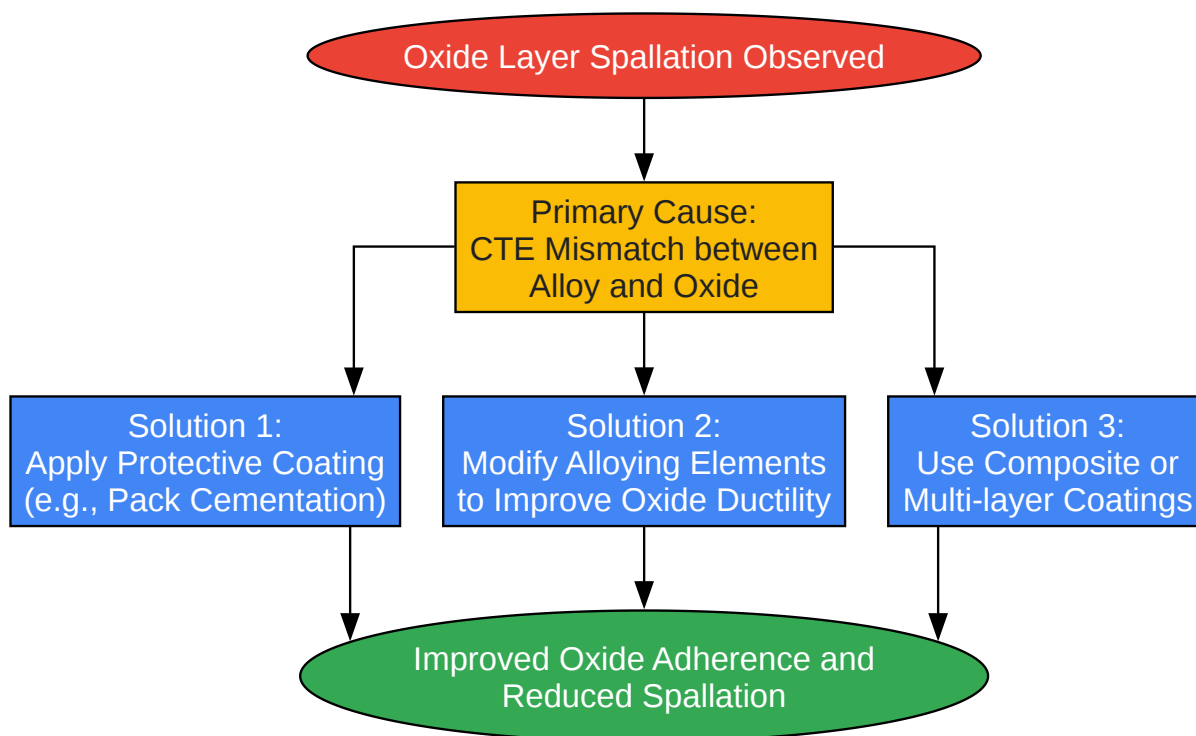 Oxide Layer Spallation Observed
Primary Cause:
CTE Mismatch between
Alloy and Oxide
Solution 1:
Apply Protective Coating
(e.g., Pack Cementation)
Solution 2:
Modify Alloying Elements
to Improve Oxide Ductility
Solution 3:
Use Composite or
Multi-layer Coatings
Improved Oxide Adherence and
Reduced Spallation